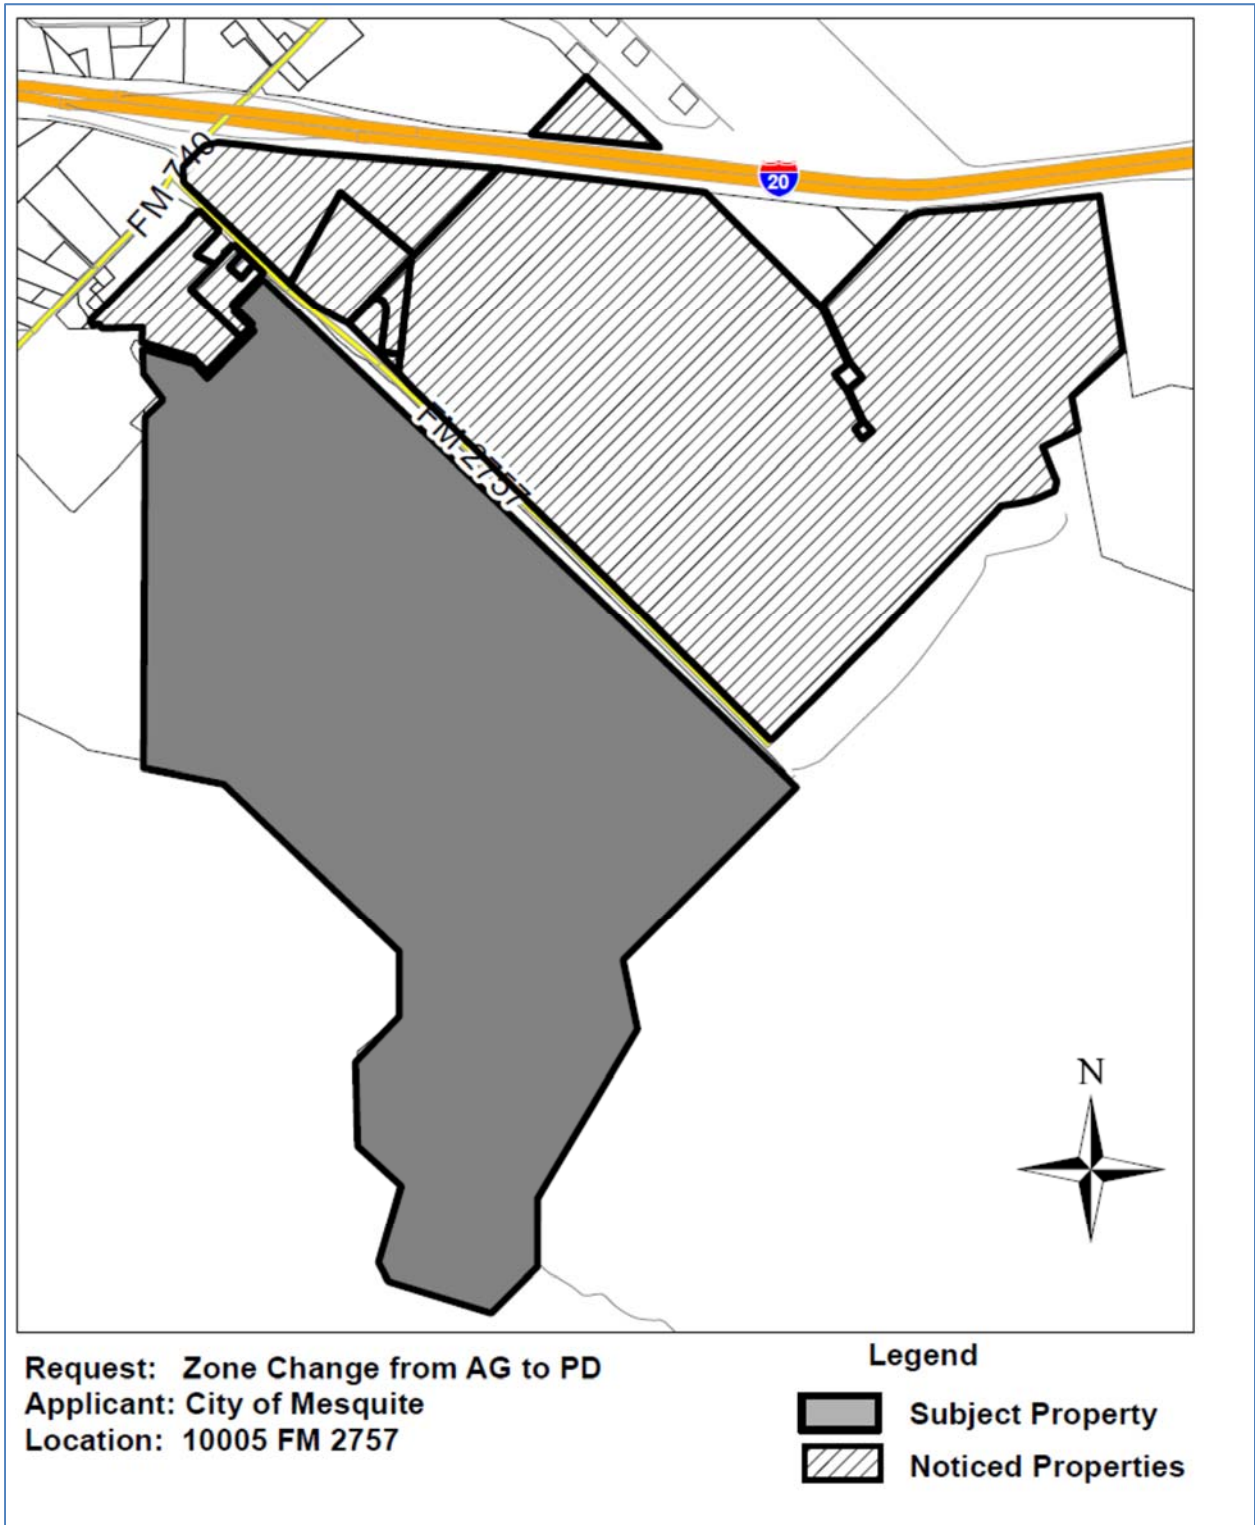 FM 740
20
FM 2757
N
Request: Zone Change from AG to PD
Applicant: City of Mesquite
Location: 10005 FM 2757
Legend
Subject Property
Noticed Properties